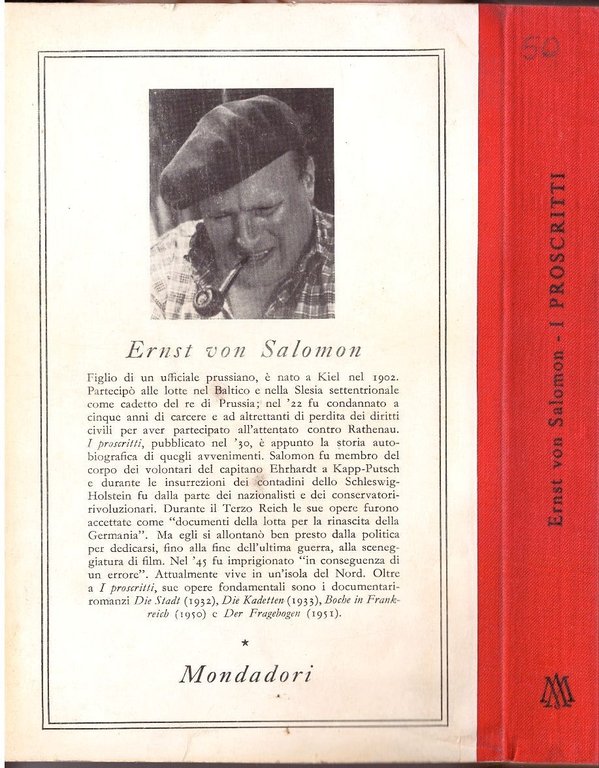 Ernst von Salomon
Figlio di un ufficiale prussiano, è nato a Kiel nel 1902.
Partecipò alle lotte nel Baltico e nella Slesia settentrionale
come cadetto del re di Prussia; nel '22 fu condannato a
cinque anni di carcere e ad altrettanti di perdita dei diritti
civili per aver partecipato all'attentato contro Rathenau.
I proscritti, pubblicato nel '30, è appunto la storia auto-
biografica di quegli avvenimenti. Salomon fu membro del
corpo dei volontari del capitano Ehrhardt a Kapp-Putsch
e durante le insurrezioni dei contadini dello Schleswig-
Holstein fu dalla parte dei nazionalisti e dei conservatori-
rivoluzionari. Durante il Terzo Reich le sue opere furono
accettate come “documenti della lotta per la rinascita della
Germania”. Ma egli si allontanò ben presto dalla politica
per dedicarsi, fino alla fine dell'ultima guerra, alla sceneg-
giatura di film. Nel '45 fu imprigionato “in conseguenza di
un errore”. Attualmente vive in un'isola del Nord. Oltre
a I proscritti, sue opere fondamentali sono i documentari-
romanzi Die Stadt (1932), Die Kadetten (1933), Boche in Frank-
reich (1950) e Der Fragebogen (1951).
Mondadori
56
Ernst von Salomon - I PROSCRITTI
M